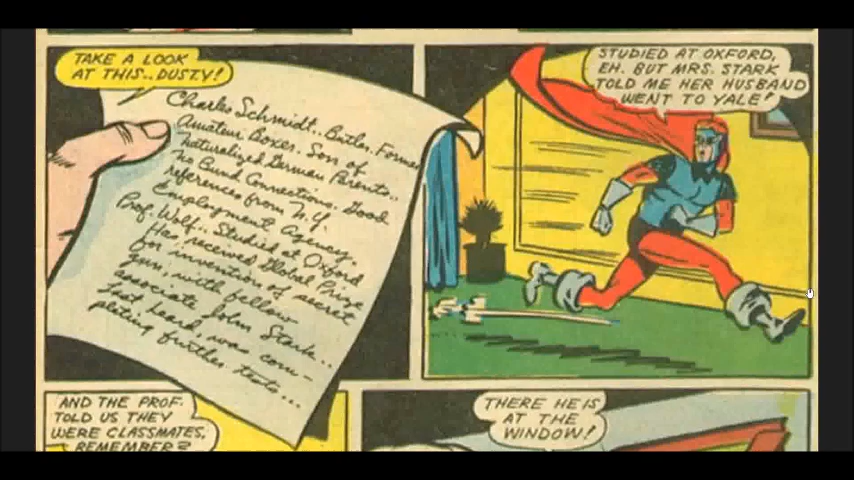 TAKE A LOOK
AT THIS.. DUSTY!
Charles Schmidt.. Butler. Former
Amateur Boxer. Son of
naturalized German Parents..
no Bund Connections. Good
references from N.Y.
Employment Agency.
Prof. Wolf.. Studied at Oxford
Has received Global Prize
for invention of secret
gun, with fellow
associate John Stark..
Last heard, was com-
pleting further tests...
STUDIED AT OXFORD,
EH. BUT MRS. STARK
TOLD ME HER HUSBAND
WENT TO YALE!
AND THE PROF.
TOLD US THEY
WERE CLASSMATES,
REMEMBER?
THERE HE IS
AT THE
WINDOW!